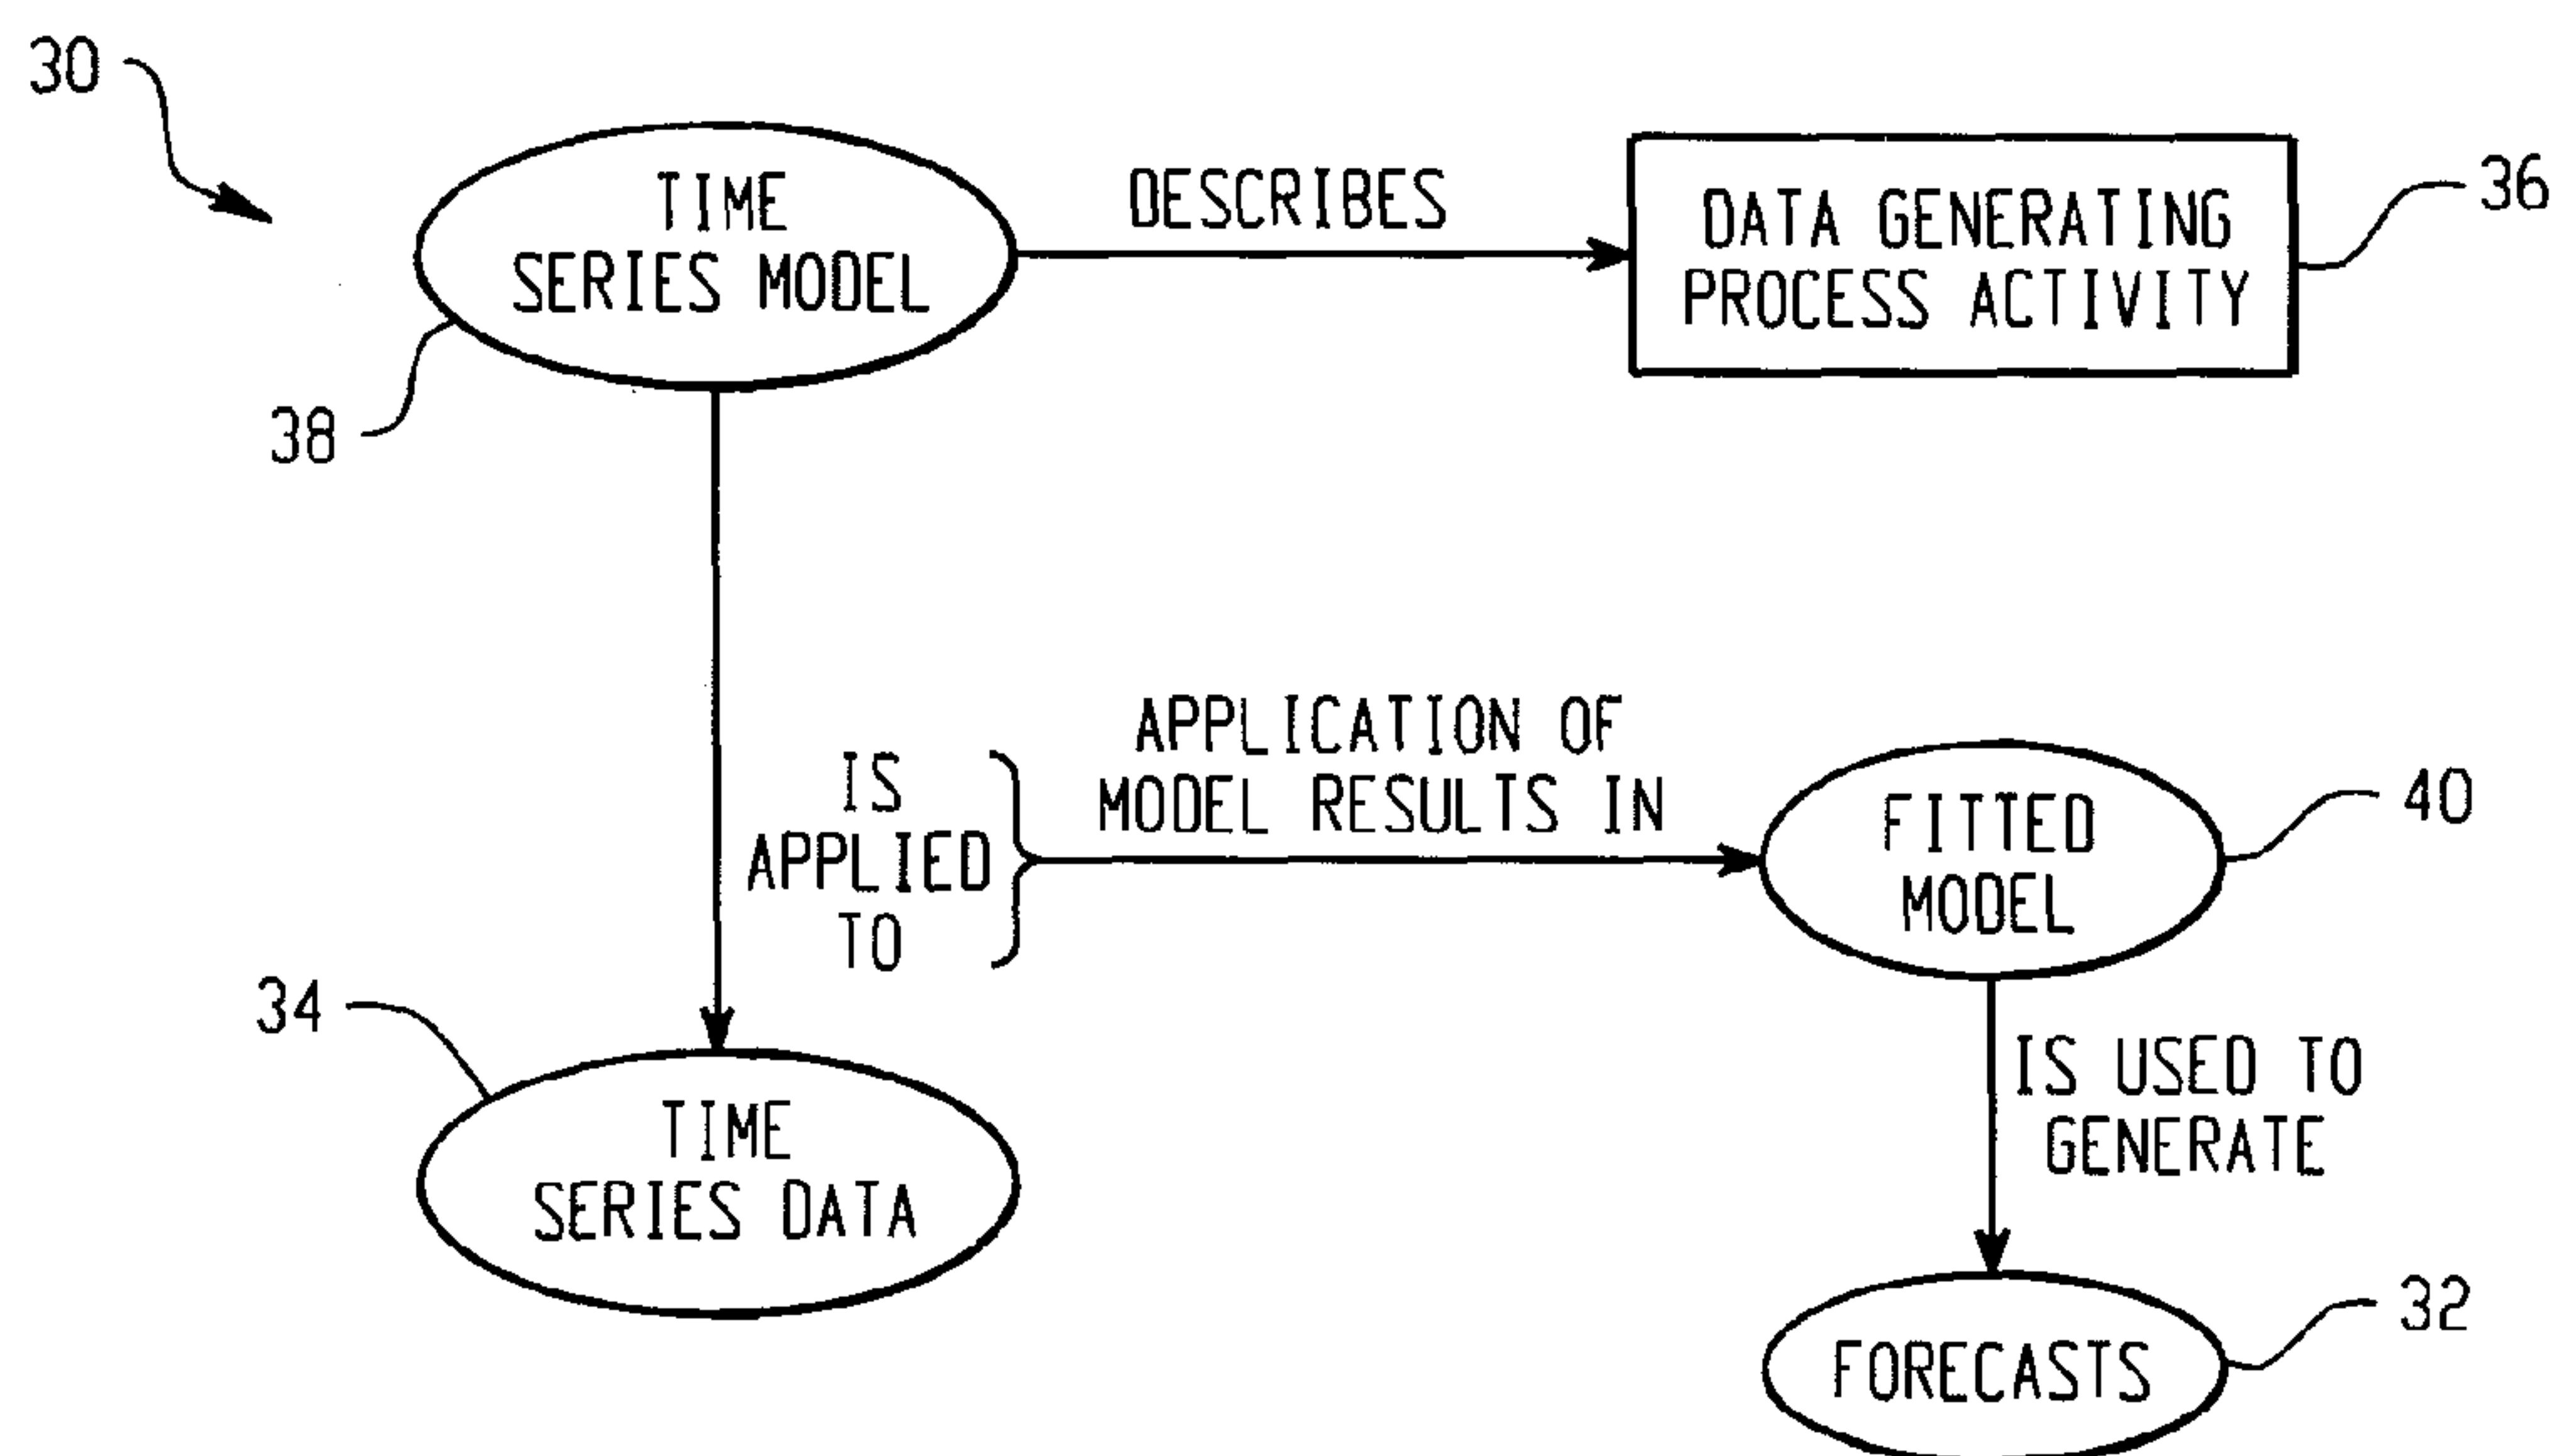 30
TIME
SERIES MODEL
DESCRIBES
DATA GENERATING
PROCESS ACTIVITY
36
38
IS
APPLIED
TO
APPLICATION OF
MODEL RESULTS IN
FITTED
MODEL
40
34
TIME
SERIES DATA
IS USED TO
GENERATE
FORECASTS
32